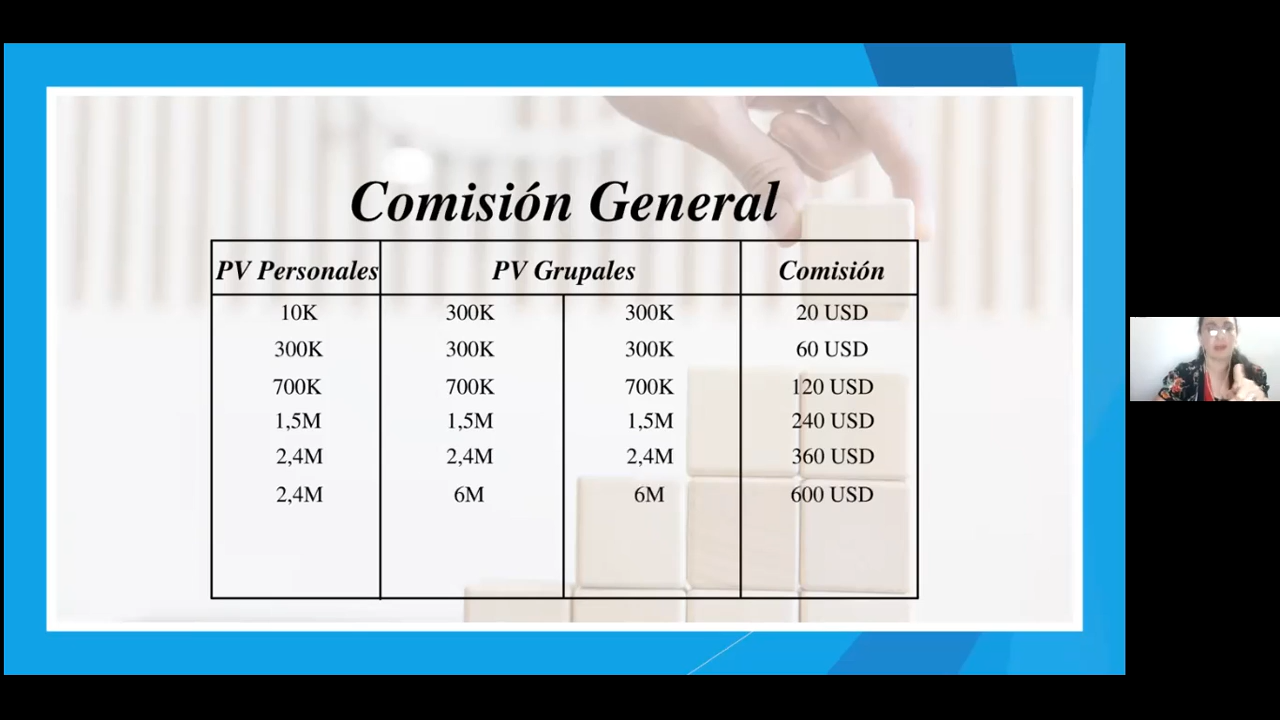 Comisión General
PV Personales PV Grupales Comisión
10K 300K 300K 20 USD
300K 300K 300K 60 USD
700K 700K 700K 120 USD
1,5M 1,5M 1,5M 240 USD
2,4M 2,4M 2,4M 360 USD
2,4M 6M 6M 600 USD